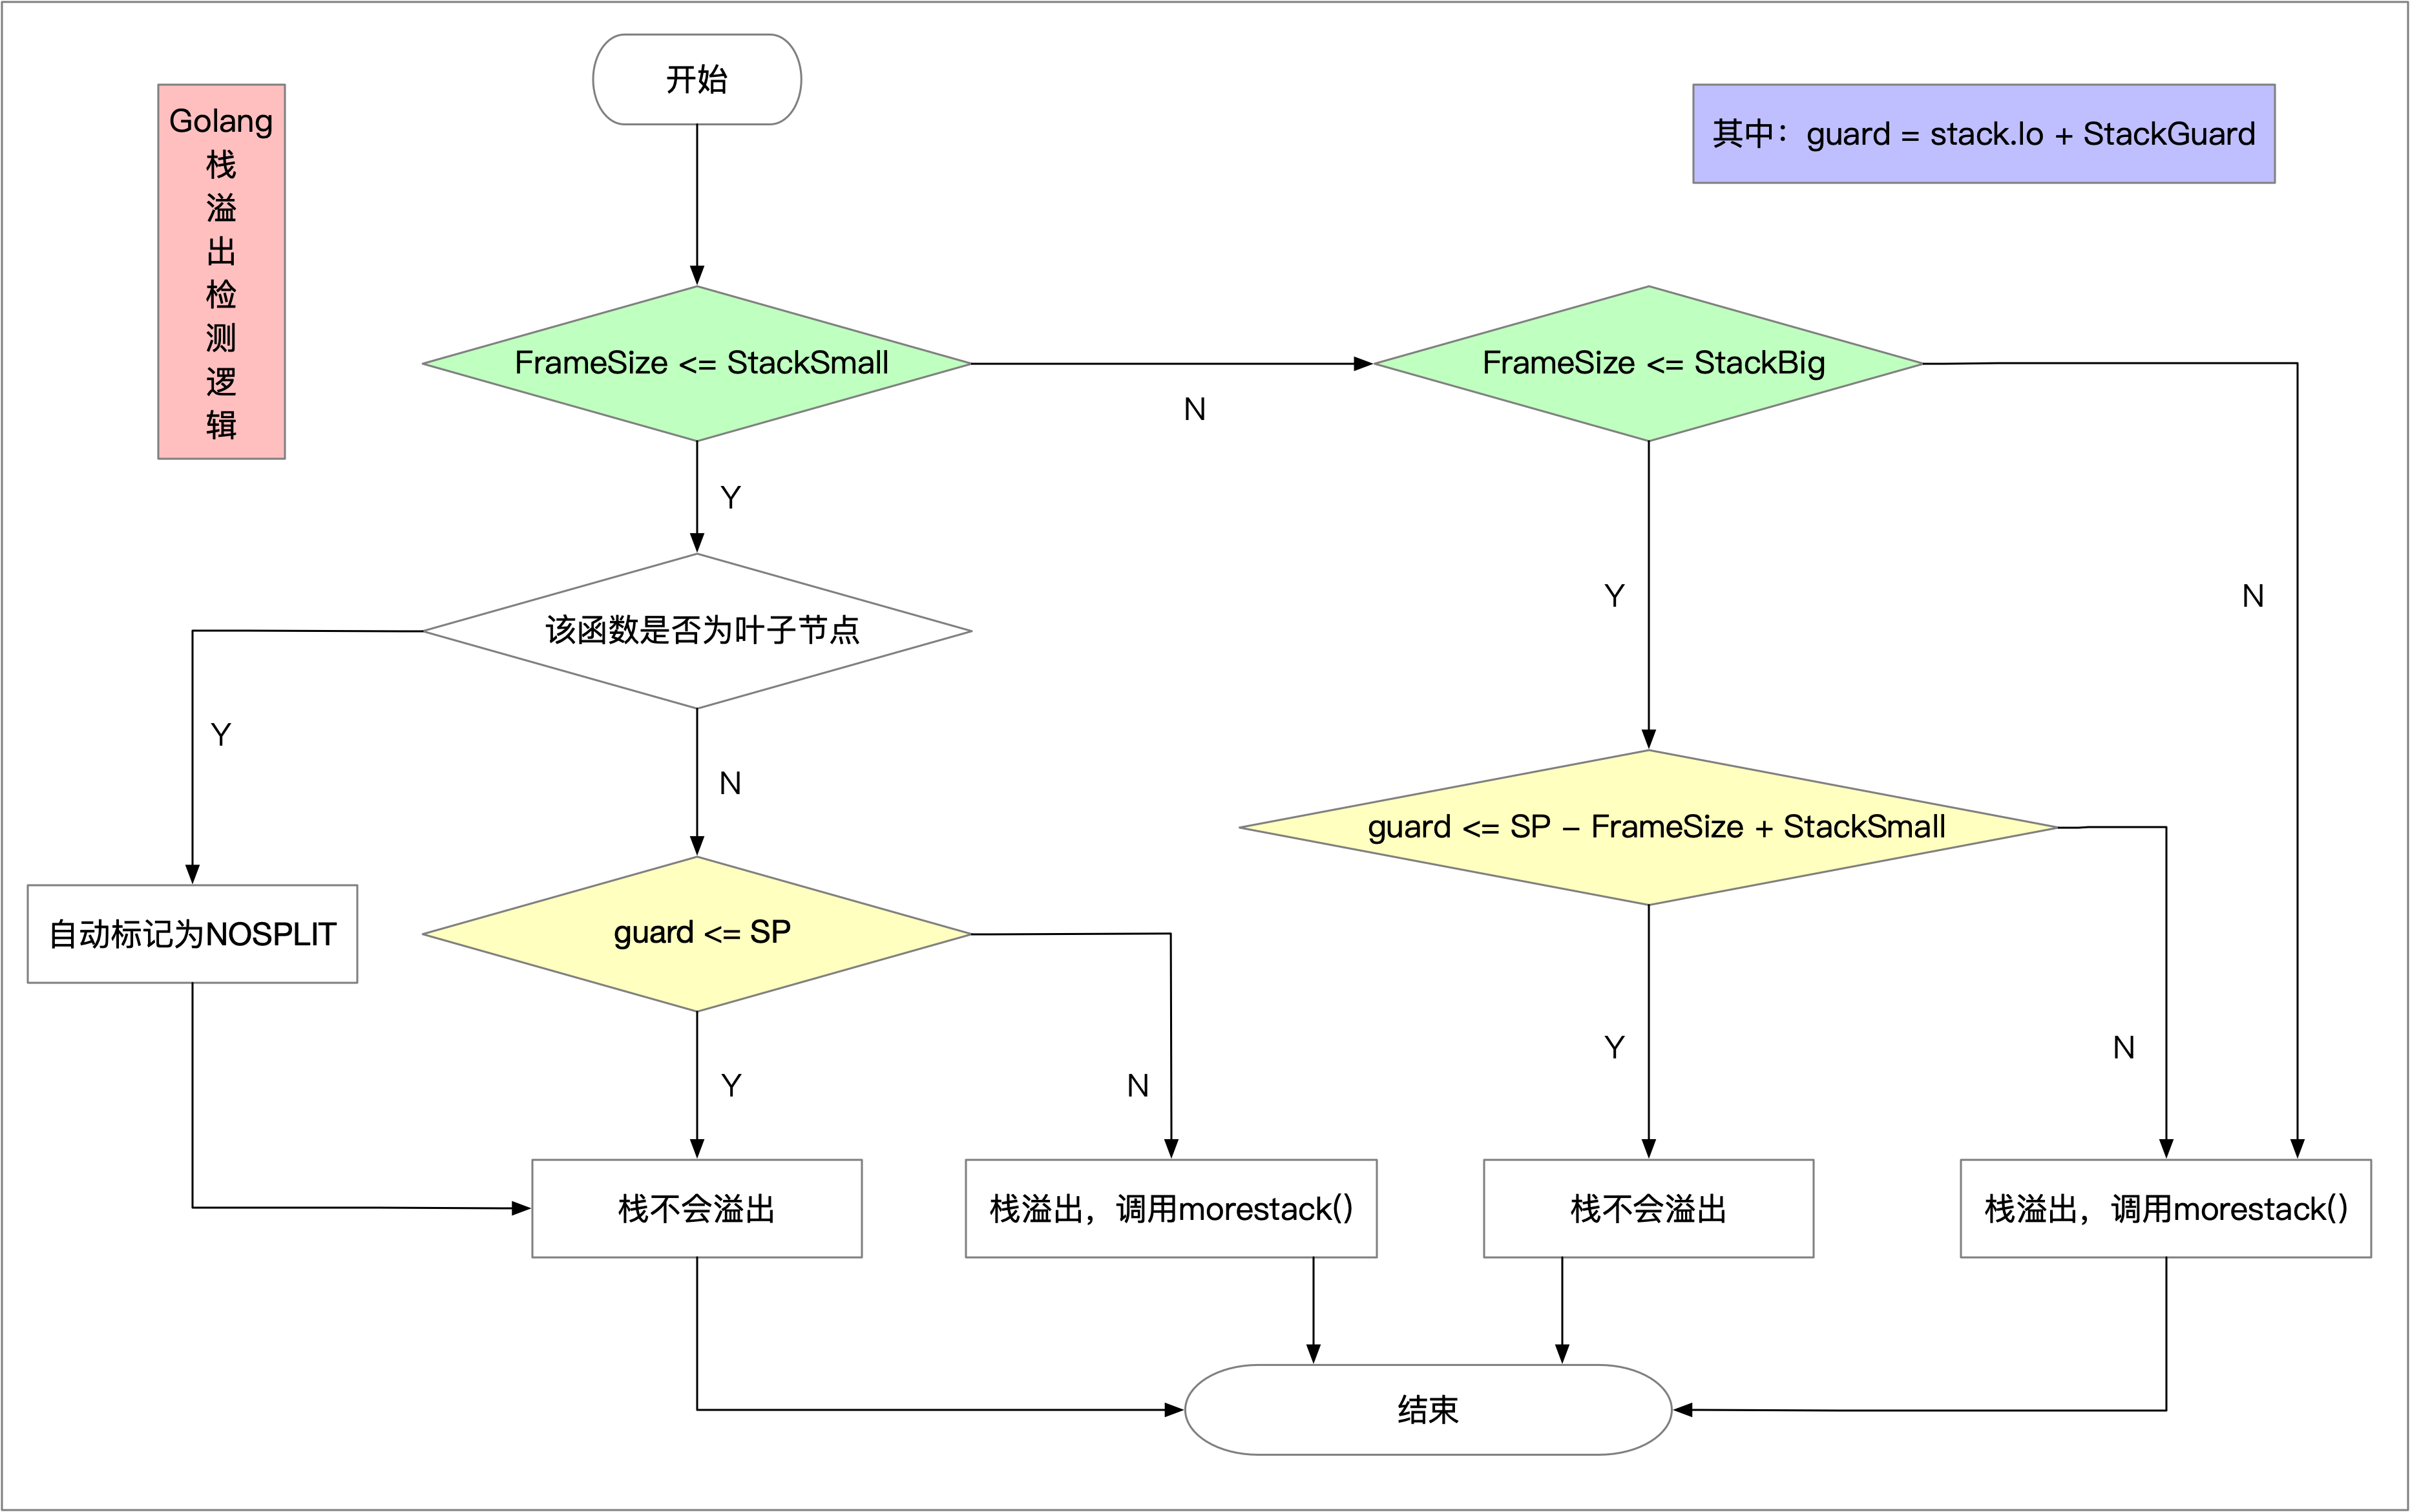 开始
Golang
栈
溢
出
检
测
逻
辑
其中：guard = stack.lo + StackGuard
FrameSize <= StackSmall
FrameSize <= StackBig
N
Y
Y
N
该函数是否为叶子节点
Y
N
guard <= SP – FrameSize + StackSmall
自动标记为NOSPLIT
guard <= SP
Y
N
Y
N
栈不会溢出
栈溢出，调用morestack()
栈不会溢出
栈溢出，调用morestack()
结束